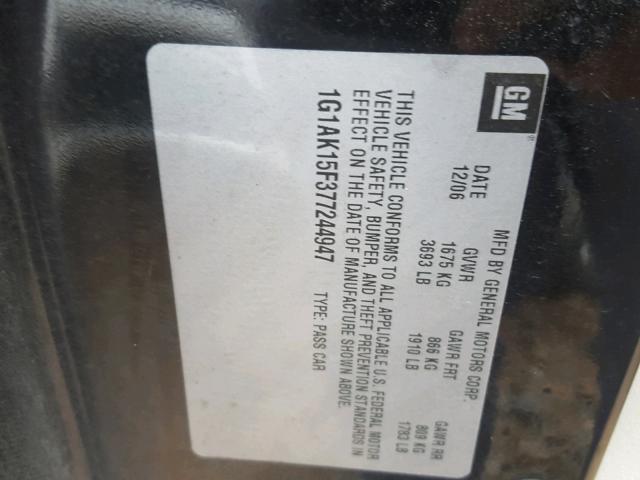 GM
MFD BY GENERAL MOTORS CORP.
DATE GVWR GAWR FRT GAWR RR
12/06 1675 KG 866 KG 809 KG
3693 LB 1910 LB 1783 LB
THIS VEHICLE CONFORMS TO ALL APPLICABLE U.S. FEDERAL MOTOR
VEHICLE SAFETY, BUMPER, AND THEFT PREVENTION STANDARDS IN
EFFECT ON THE DATE OF MANUFACTURE SHOWN ABOVE.
1G1AK15F377244947 TYPE: PASS CAR